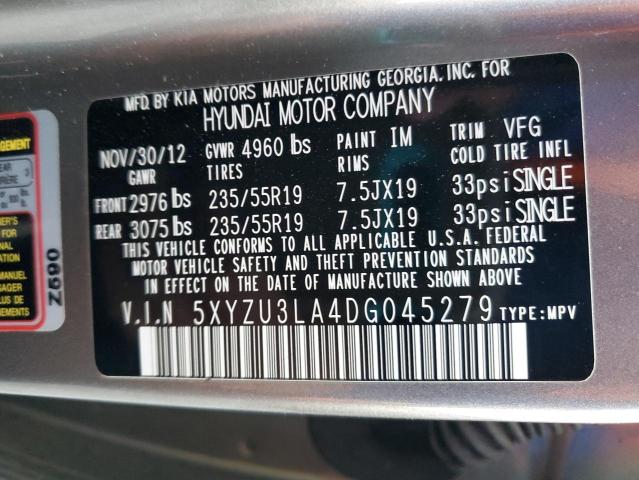 MFD. BY KIA MOTORS MANUFACTURING GEORGIA, INC. FOR
HYUNDAI MOTOR COMPANY
NOV/30/12 GVWR 4960 lbs PAINT IM TRIM VFG
GAWR TIRES RIMS COLD TIRE INFL
FRONT 2976 lbs 235/55R19 7.5JX19 33psi SINGLE
REAR 3075 lbs 235/55R19 7.5JX19 33psi SINGLE
THIS VEHICLE CONFORMS TO ALL APPLICABLE U.S.A. FEDERAL
MOTOR VEHICLE SAFETY AND THEFT PREVENTION STANDARDS
IN EFFECT ON THE DATE OF MANUFACTURE SHOWN ABOVE.
V.I.N 5XYZU3LA4DG045279 TYPE:MPV
Z590